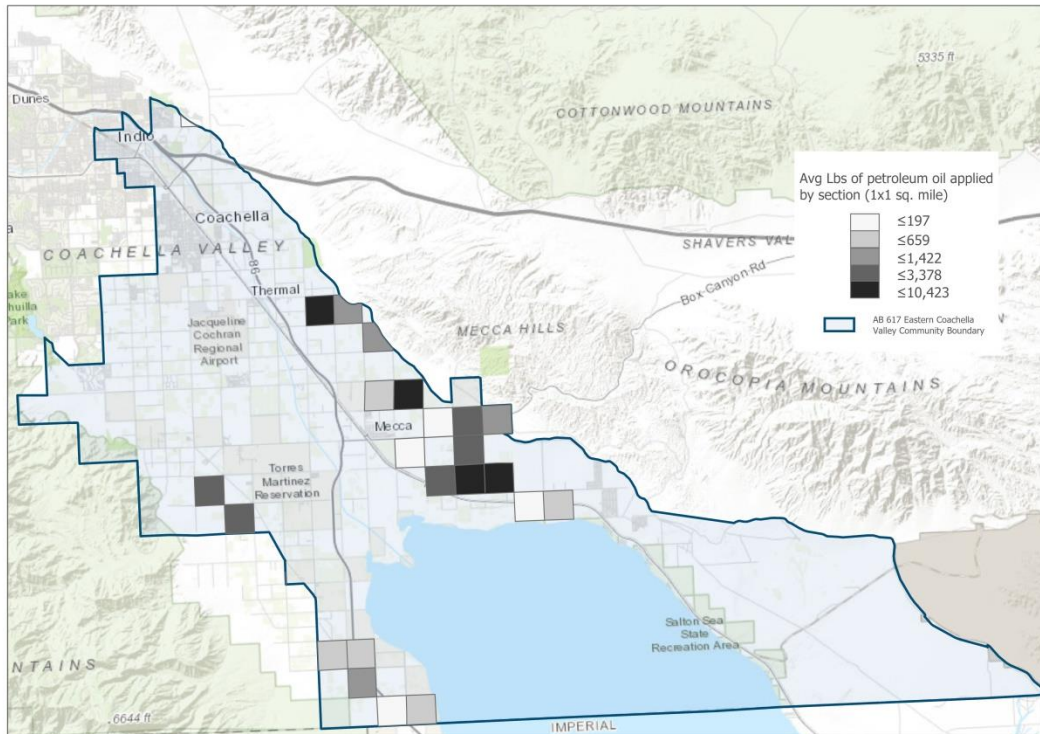 5335 ft
Dunes
COTTONWOOD MOUNTAINS
Indio
Avg Lbs of petroleum oil applied
by section (1x1 sq. mile)
≤197
≤659
≤1,422
≤3,378
≤10,423
AB 617 Eastern Coachella
Valley Community Boundary
Coachella
COACHELLA VALLEY
SHAVERS VAL
86
Box-Canyon Rd
Thermal
Jacqueline
Cochran
Regional
Airport
MECCA HILLS
OROCOPIA MOUNTAINS
Mecca
Torres
Martinez
Reservation
Salton Sea
State
Recreation Area
NTAINS
6644 ft
IMPERIAL